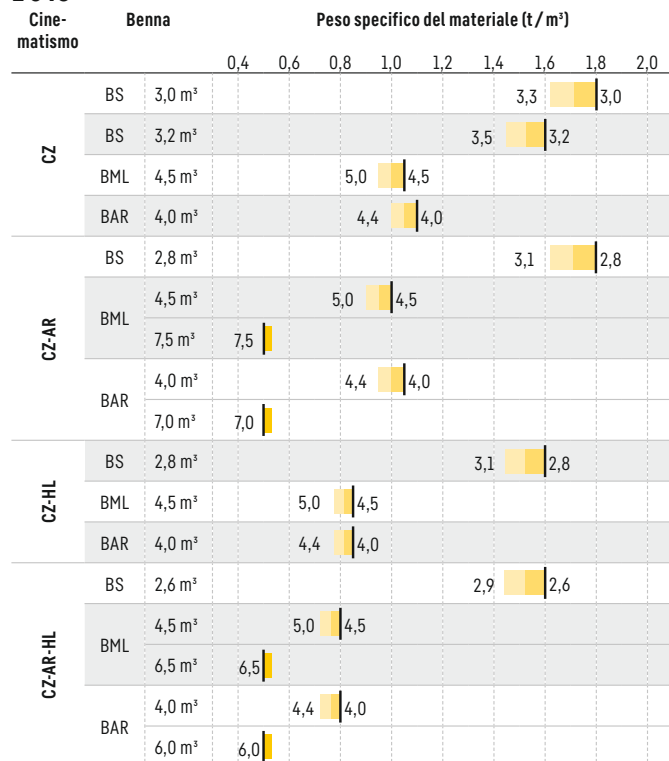 Cine-
matismo Benna Peso specifico del materiale (t / m³)
0,4 0,6 0,8 1,0 1,2 1,4 1,6 1,8 2,0
CZ
BS 3,0 m³ 3,3 3,0
BS 3,2 m³ 3,5 3,2
BML 4,5 m³ 5,0 4,5
BAR 4,0 m³ 4,4 4,0
CZ-AR
BS 2,8 m³ 3,1 2,8
BML 4,5 m³ 5,0 4,5
7,5 m³ 7,5
BAR 4,0 m³ 4,4 4,0
7,0 m³ 7,0
CZ-HL
BS 2,8 m³ 3,1 2,8
BML 4,5 m³ 5,0 4,5
BAR 4,0 m³ 4,4 4,0
CZ-AR-HL
BS 2,6 m³ 2,9 2,6
BML 4,5 m³ 5,0 4,5
6,5 m³ 6,5
BAR 4,0 m³ 4,4 4,0
6,0 m³ 6,0